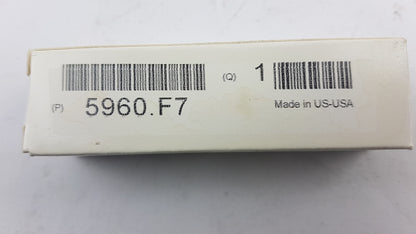 (P) 5960.F7
(Q) 1
Made in US-USA